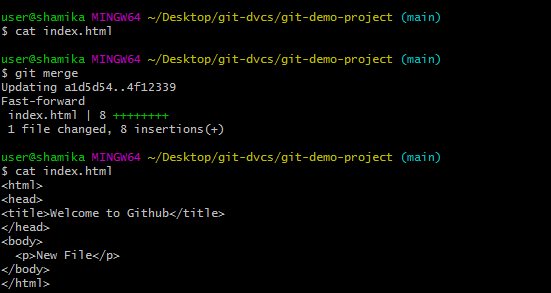 user@shamika MINGW64 ~/Desktop/git-dvcs/git-demo-project (main)
$ cat index.html
user@shamika MINGW64 ~/Desktop/git-dvcs/git-demo-project (main)
$ git merge
Updating a1d5d54..4f12339
Fast-forward
 index.html | 8 ++++++++
 1 file changed, 8 insertions(+)
user@shamika MINGW64 ~/Desktop/git-dvcs/git-demo-project (main)
$ cat index.html
<html>
<head>
<title>Welcome to Github</title>
</head>
<body>
  <p>New File</p>
</body>
</html>